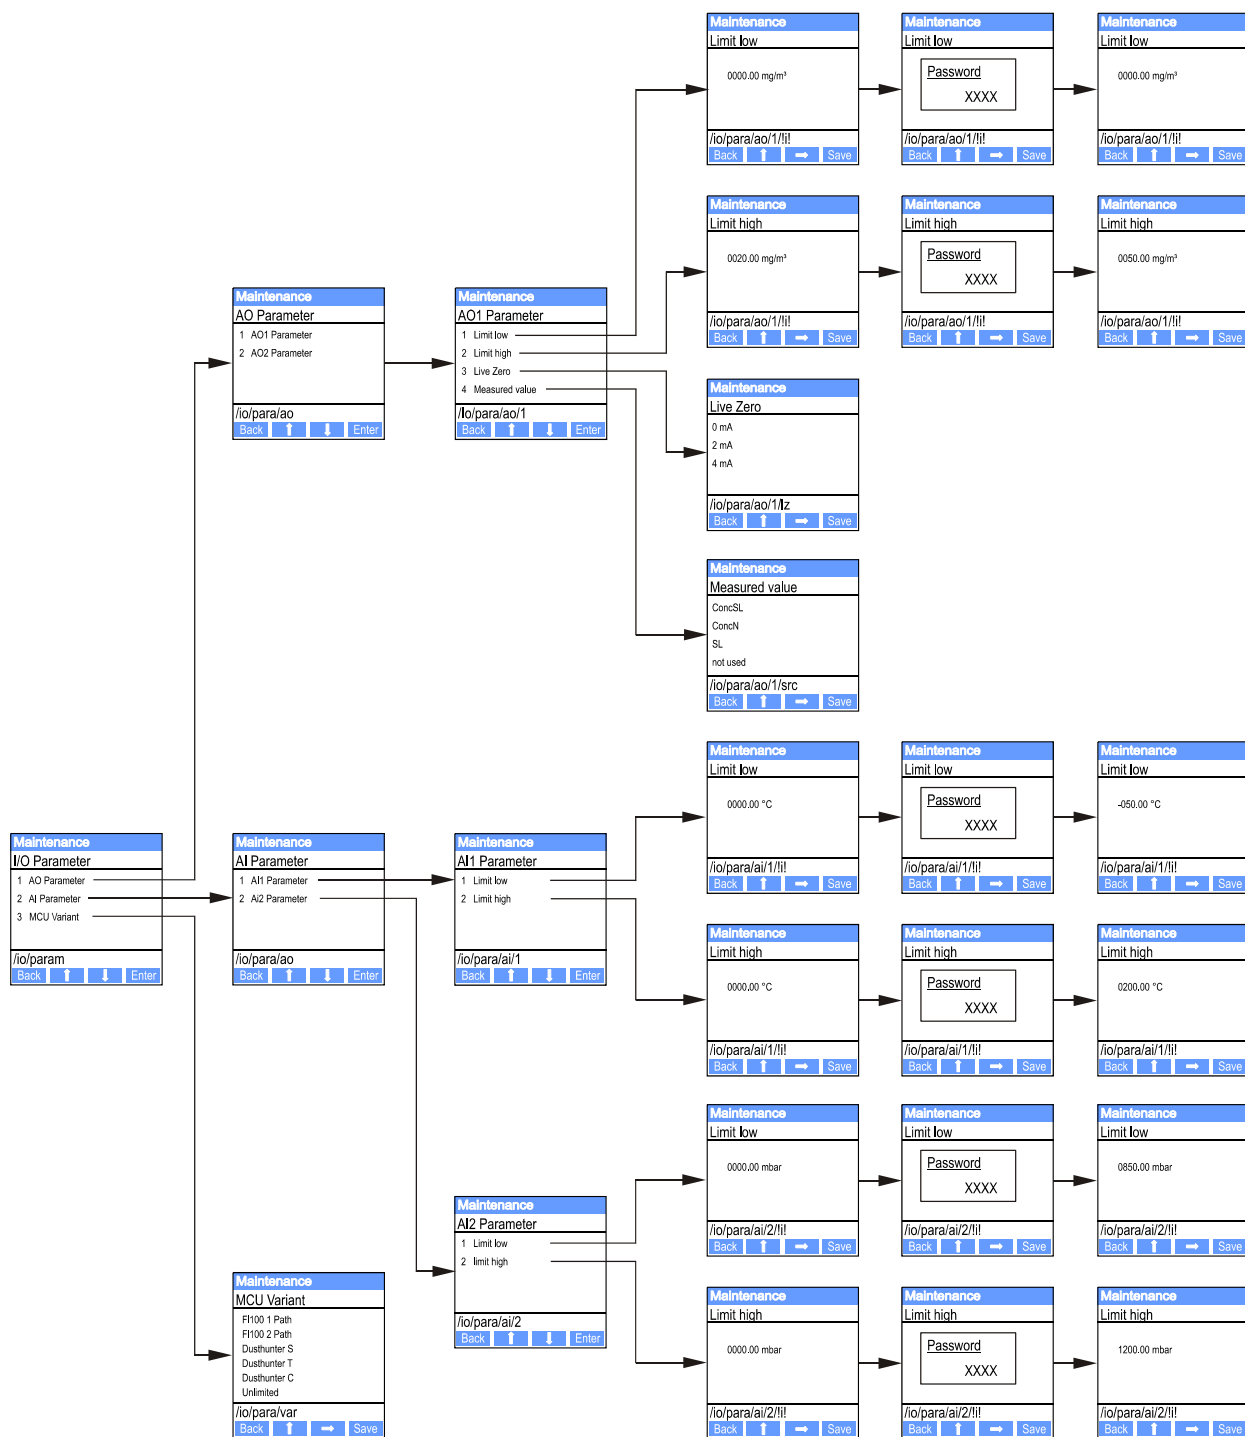 Maintenance
Limit low
0000.00 mg/m³
/io/para/ao/1/!i!
Back Save
Maintenance
Limit low
Password
XXXX
/io/para/ao/1/!i!
Back Save
Maintenance
Limit low
0000.00 mg/m³
/io/para/ao/1/!i!
Back Save
Maintenance
Limit high
0020.00 mg/m³
/io/para/ao/1/!i!
Back Save
Maintenance
Limit high
Password
XXXX
/io/para/ao/1/!i!
Back Save
Maintenance
Limit high
0050.00 mg/m³
/io/para/ao/1/!i!
Back Save
Maintenance
AO Parameter
1 AO1 Parameter
2 AO2 Parameter
/io/para/ao
Back Enter
Maintenance
AO1 Parameter
1 Limit low
2 Limit high
3 Live Zero
4 Measured value
/Io/para/ao/1
Back Enter
Maintenance
Live Zero
0 mA
2 mA
4 mA
/io/para/ao/1/lz
Back Save
Maintenance
Measured value
ConcSL
ConcN
SL
not used
/io/para/ao/1/src
Back Save
Maintenance
Limit low
0000.00 °C
/io/para/ai/1/!i!
Back Save
Maintenance
Limit low
Password
XXXX
/io/para/ai/1/!i!
Back Save
Maintenance
Limit low
-050.00 °C
/io/para/ai/1/!i!
Back Save
Maintenance
I/O Parameter
1 AO Parameter
2 AI Parameter
3 MCU Variant
/io/param
Back Enter
Maintenance
AI Parameter
1 AI1 Parameter
2 Ai2 Parameter
/io/para/ao
Back Enter
Maintenance
AI1 Parameter
1 Limit low
2 Limit high
/io/para/ai/1
Back Enter
Maintenance
Limit high
0000.00 °C
/io/para/ai/1/!i!
Back Save
Maintenance
Limit high
Password
XXXX
/io/para/ai/1/!i!
Back Save
Maintenance
Limit high
0200.00 °C
/io/para/ai/1/!i!
Back Save
Maintenance
Limit low
0000.00 mbar
/io/para/ai/2/!i!
Back Save
Maintenance
Limit low
Password
XXXX
/io/para/ai/2/!i!
Back Save
Maintenance
Limit low
0850.00 mbar
/io/para/ai/2/!i!
Back Save
Maintenance
AI2 Parameter
1 Limit low
2 limit high
/io/para/ai/2
Back Enter
Maintenance
MCU Variant
Fl100 1 Path
Fl100 2 Path
Dusthunter S
Dusthunter T
Dusthunter C
Unlimited
/io/para/var
Back Save
Maintenance
Limit high
0000.00 mbar
/io/para/ai/2/!i!
Back Save
Maintenance
Limit high
Password
XXXX
/io/para/ai/2/!i!
Back Save
Maintenance
Limit high
1200.00 mbar
/io/para/ai/2/!i!
Back Save